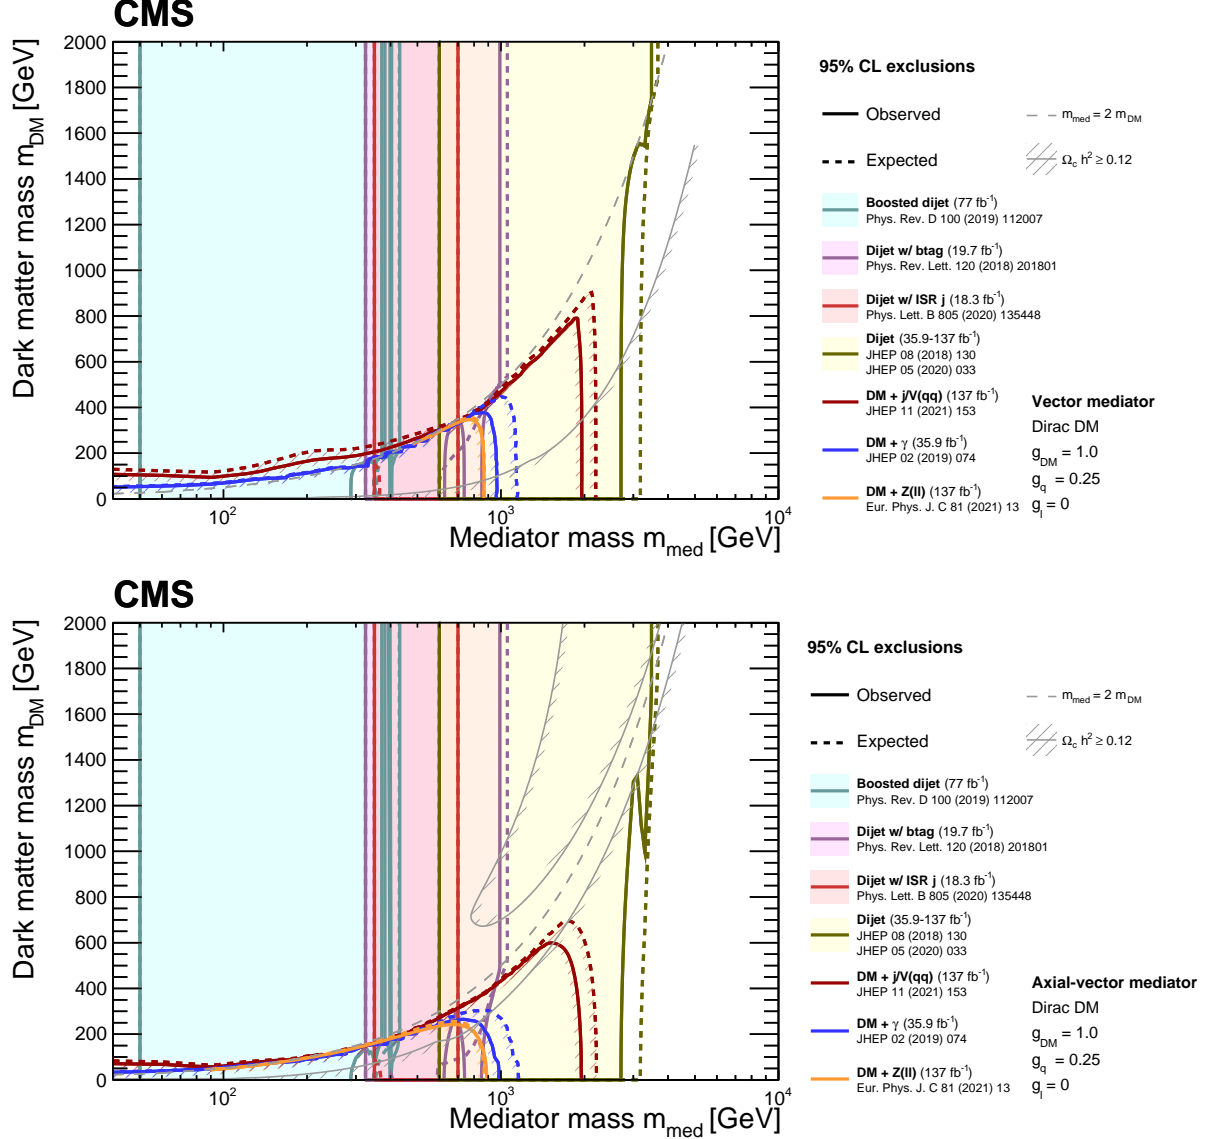 CMS
Dark matter mass m_DM [GeV]
2000
1800
1600
1400
1200
1000
800
600
400
200
0
10^2
10^3
10^4
Mediator mass m_med [GeV]
95% CL exclusions
Observed
m_med = 2 m_DM
Expected
Ω_c h^2 ≥ 0.12
Boosted dijet (77 fb^-1)
Phys. Rev. D 100 (2019) 112007
Dijet w/ btag (19.7 fb^-1)
Phys. Rev. Lett. 120 (2018) 201801
Dijet w/ ISR j (18.3 fb^-1)
Phys. Lett. B 805 (2020) 135448
Dijet (35.9-137 fb^-1)
JHEP 08 (2018) 130
JHEP 05 (2020) 033
DM + j/V(qq) (137 fb^-1)
JHEP 11 (2021) 153
DM + γ (35.9 fb^-1)
JHEP 02 (2019) 074
DM + Z(ll) (137 fb^-1)
Eur. Phys. J. C 81 (2021) 13
Vector mediator
Dirac DM
g_DM = 1.0
g_q = 0.25
g_l = 0
CMS
Dark matter mass m_DM [GeV]
2000
1800
1600
1400
1200
1000
800
600
400
200
0
10^2
10^3
10^4
Mediator mass m_med [GeV]
95% CL exclusions
Observed
m_med = 2 m_DM
Expected
Ω_c h^2 ≥ 0.12
Boosted dijet (77 fb^-1)
Phys. Rev. D 100 (2019) 112007
Dijet w/ btag (19.7 fb^-1)
Phys. Rev. Lett. 120 (2018) 201801
Dijet w/ ISR j (18.3 fb^-1)
Phys. Lett. B 805 (2020) 135448
Dijet (35.9-137 fb^-1)
JHEP 08 (2018) 130
JHEP 05 (2020) 033
DM + j/V(qq) (137 fb^-1)
JHEP 11 (2021) 153
DM + γ (35.9 fb^-1)
JHEP 02 (2019) 074
DM + Z(ll) (137 fb^-1)
Eur. Phys. J. C 81 (2021) 13
Axial-vector mediator
Dirac DM
g_DM = 1.0
g_q = 0.25
g_l = 0